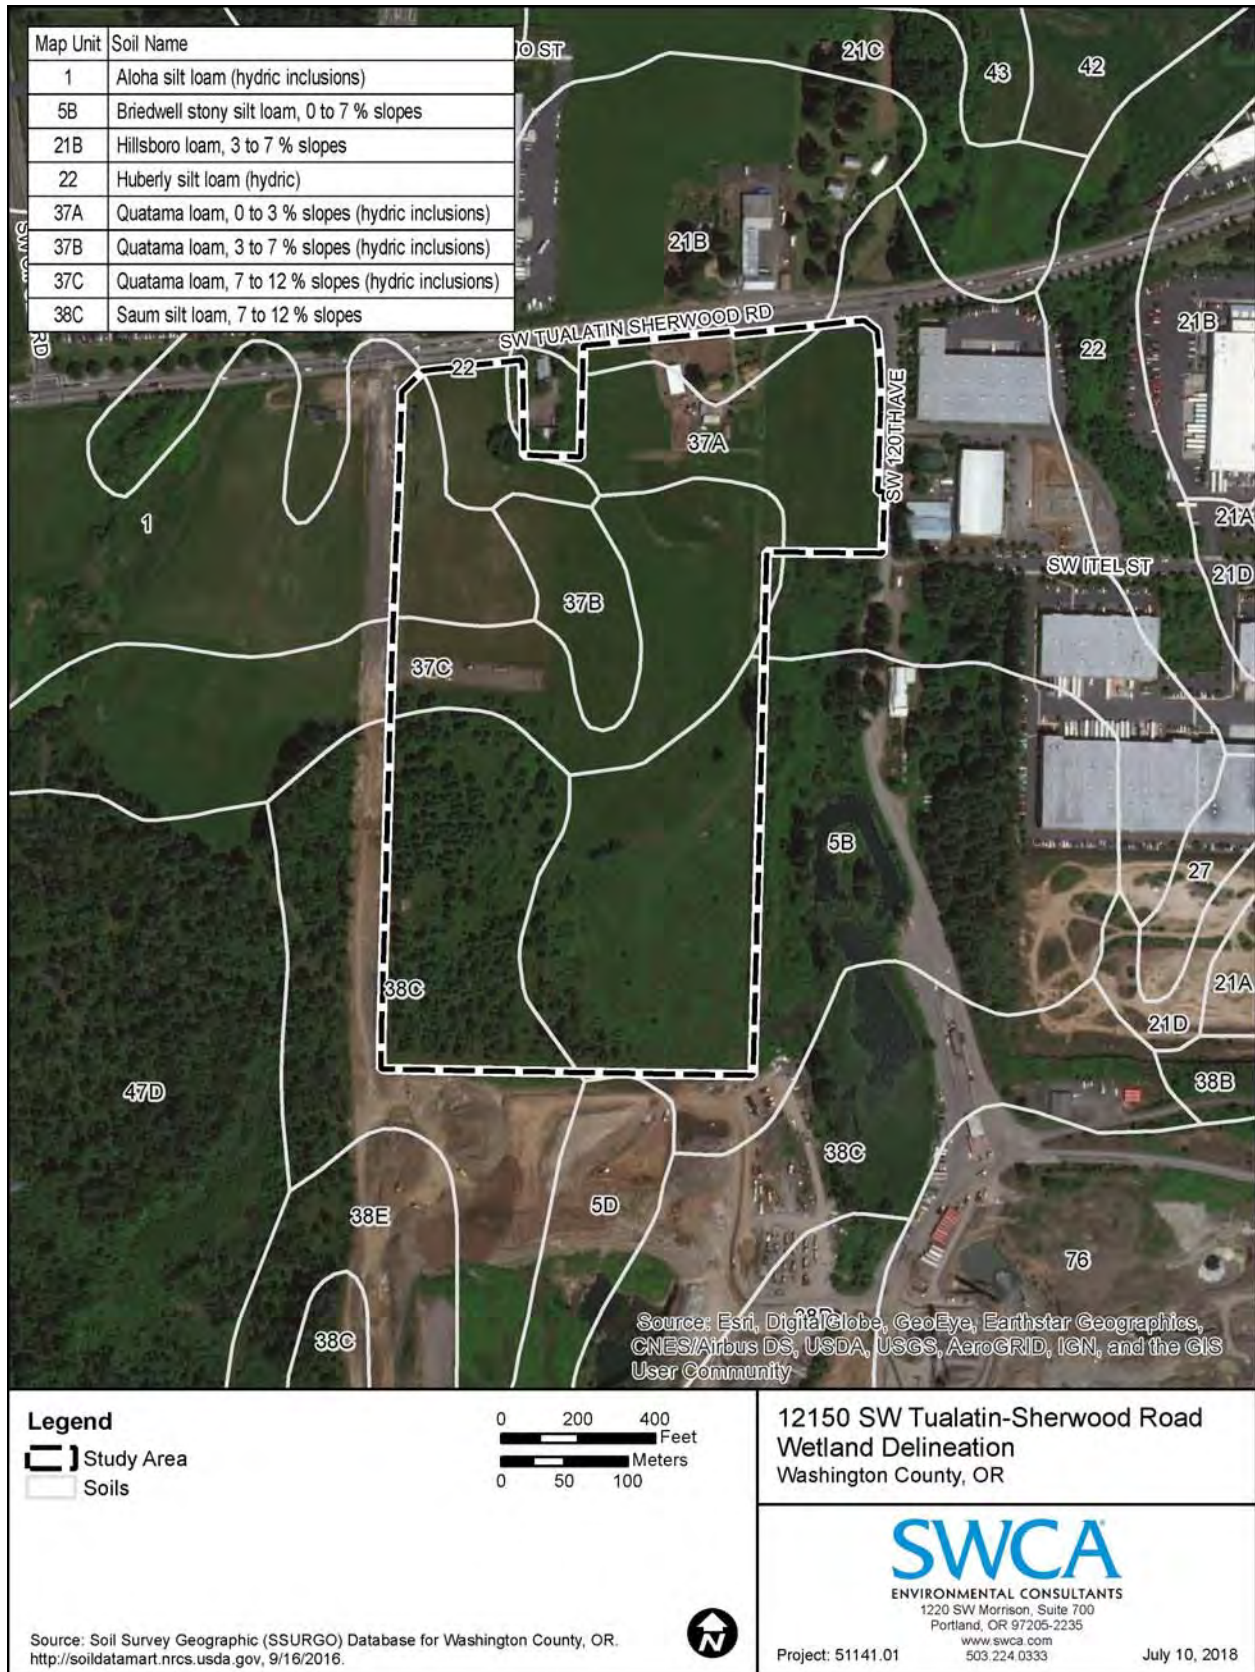 Map Unit Soil Name
1 Aloha silt loam (hydric inclusions)
5B Briedwell stony silt loam, 0 to 7 % slopes
21B Hillsboro loam, 3 to 7 % slopes
22 Huberly silt loam (hydric)
37A Quatama loam, 0 to 3 % slopes (hydric inclusions)
37B Quatama loam, 3 to 7 % slopes (hydric inclusions)
37C Quatama loam, 7 to 12 % slopes (hydric inclusions)
38C Saum silt loam, 7 to 12 % slopes
ST
21C
43
42
21B
SW TUALATIN SHERWOOD RD
RD
22
21B
22
37A
SW 120TH AVE
1
21A
SW ITEL ST
21D
37B
37C
5B
27
38C
21A
21D
47D
38B
38C
38E
5D
76
38C
Source: Esri, DigitalGlobe, GeoEye, Earthstar Geographics,
CNES/Airbus DS, USDA, USGS, AeroGRID, IGN, and the GIS
User Community
Legend
Study Area
Soils
0 200 400
Feet
Meters
0 50 100
Source: Soil Survey Geographic (SSURGO) Database for Washington County, OR.
http://soildatamart.nrcs.usda.gov, 9/16/2016.
N
12150 SW Tualatin-Sherwood Road
Wetland Delineation
Washington County, OR
SWCA
ENVIRONMENTAL CONSULTANTS
1220 SW Morrison, Suite 700
Portland, OR 97205-2235
www.swca.com
503.224.0333
Project: 51141.01
July 10, 2018